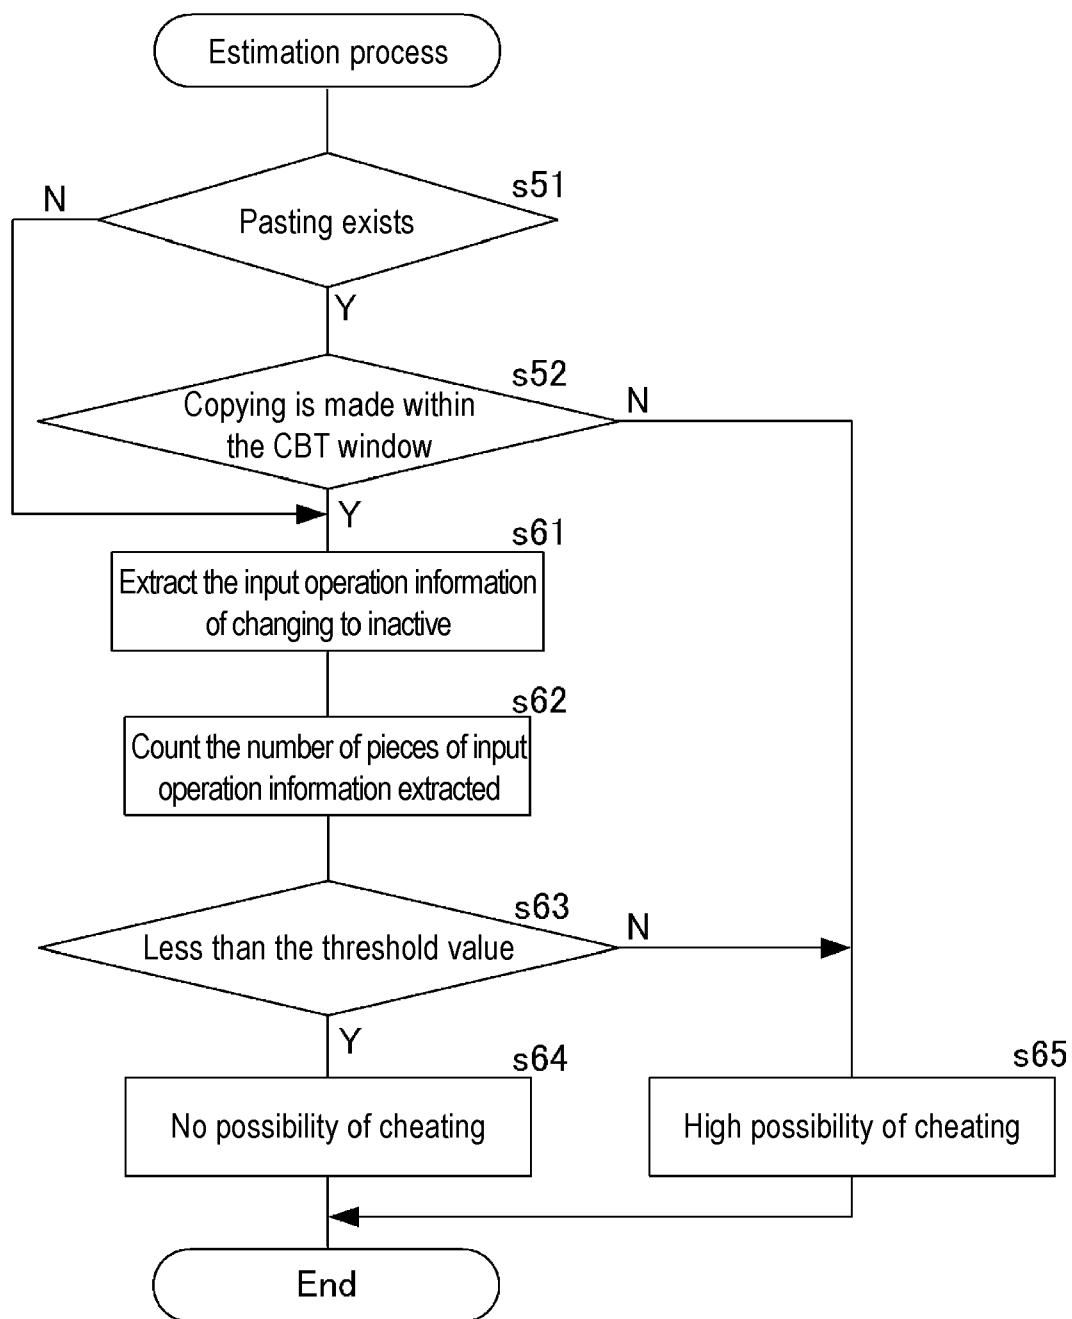 Estimation process
s51
N
Pasting exists
Y
s52
N
Copying is made within
the CBT window
Y
s61
Extract the input operation information
of changing to inactive
s62
Count the number of pieces of input
operation information extracted
s63
N
Less than the threshold value
Y
s64
s65
No possibility of cheating
High possibility of cheating
End